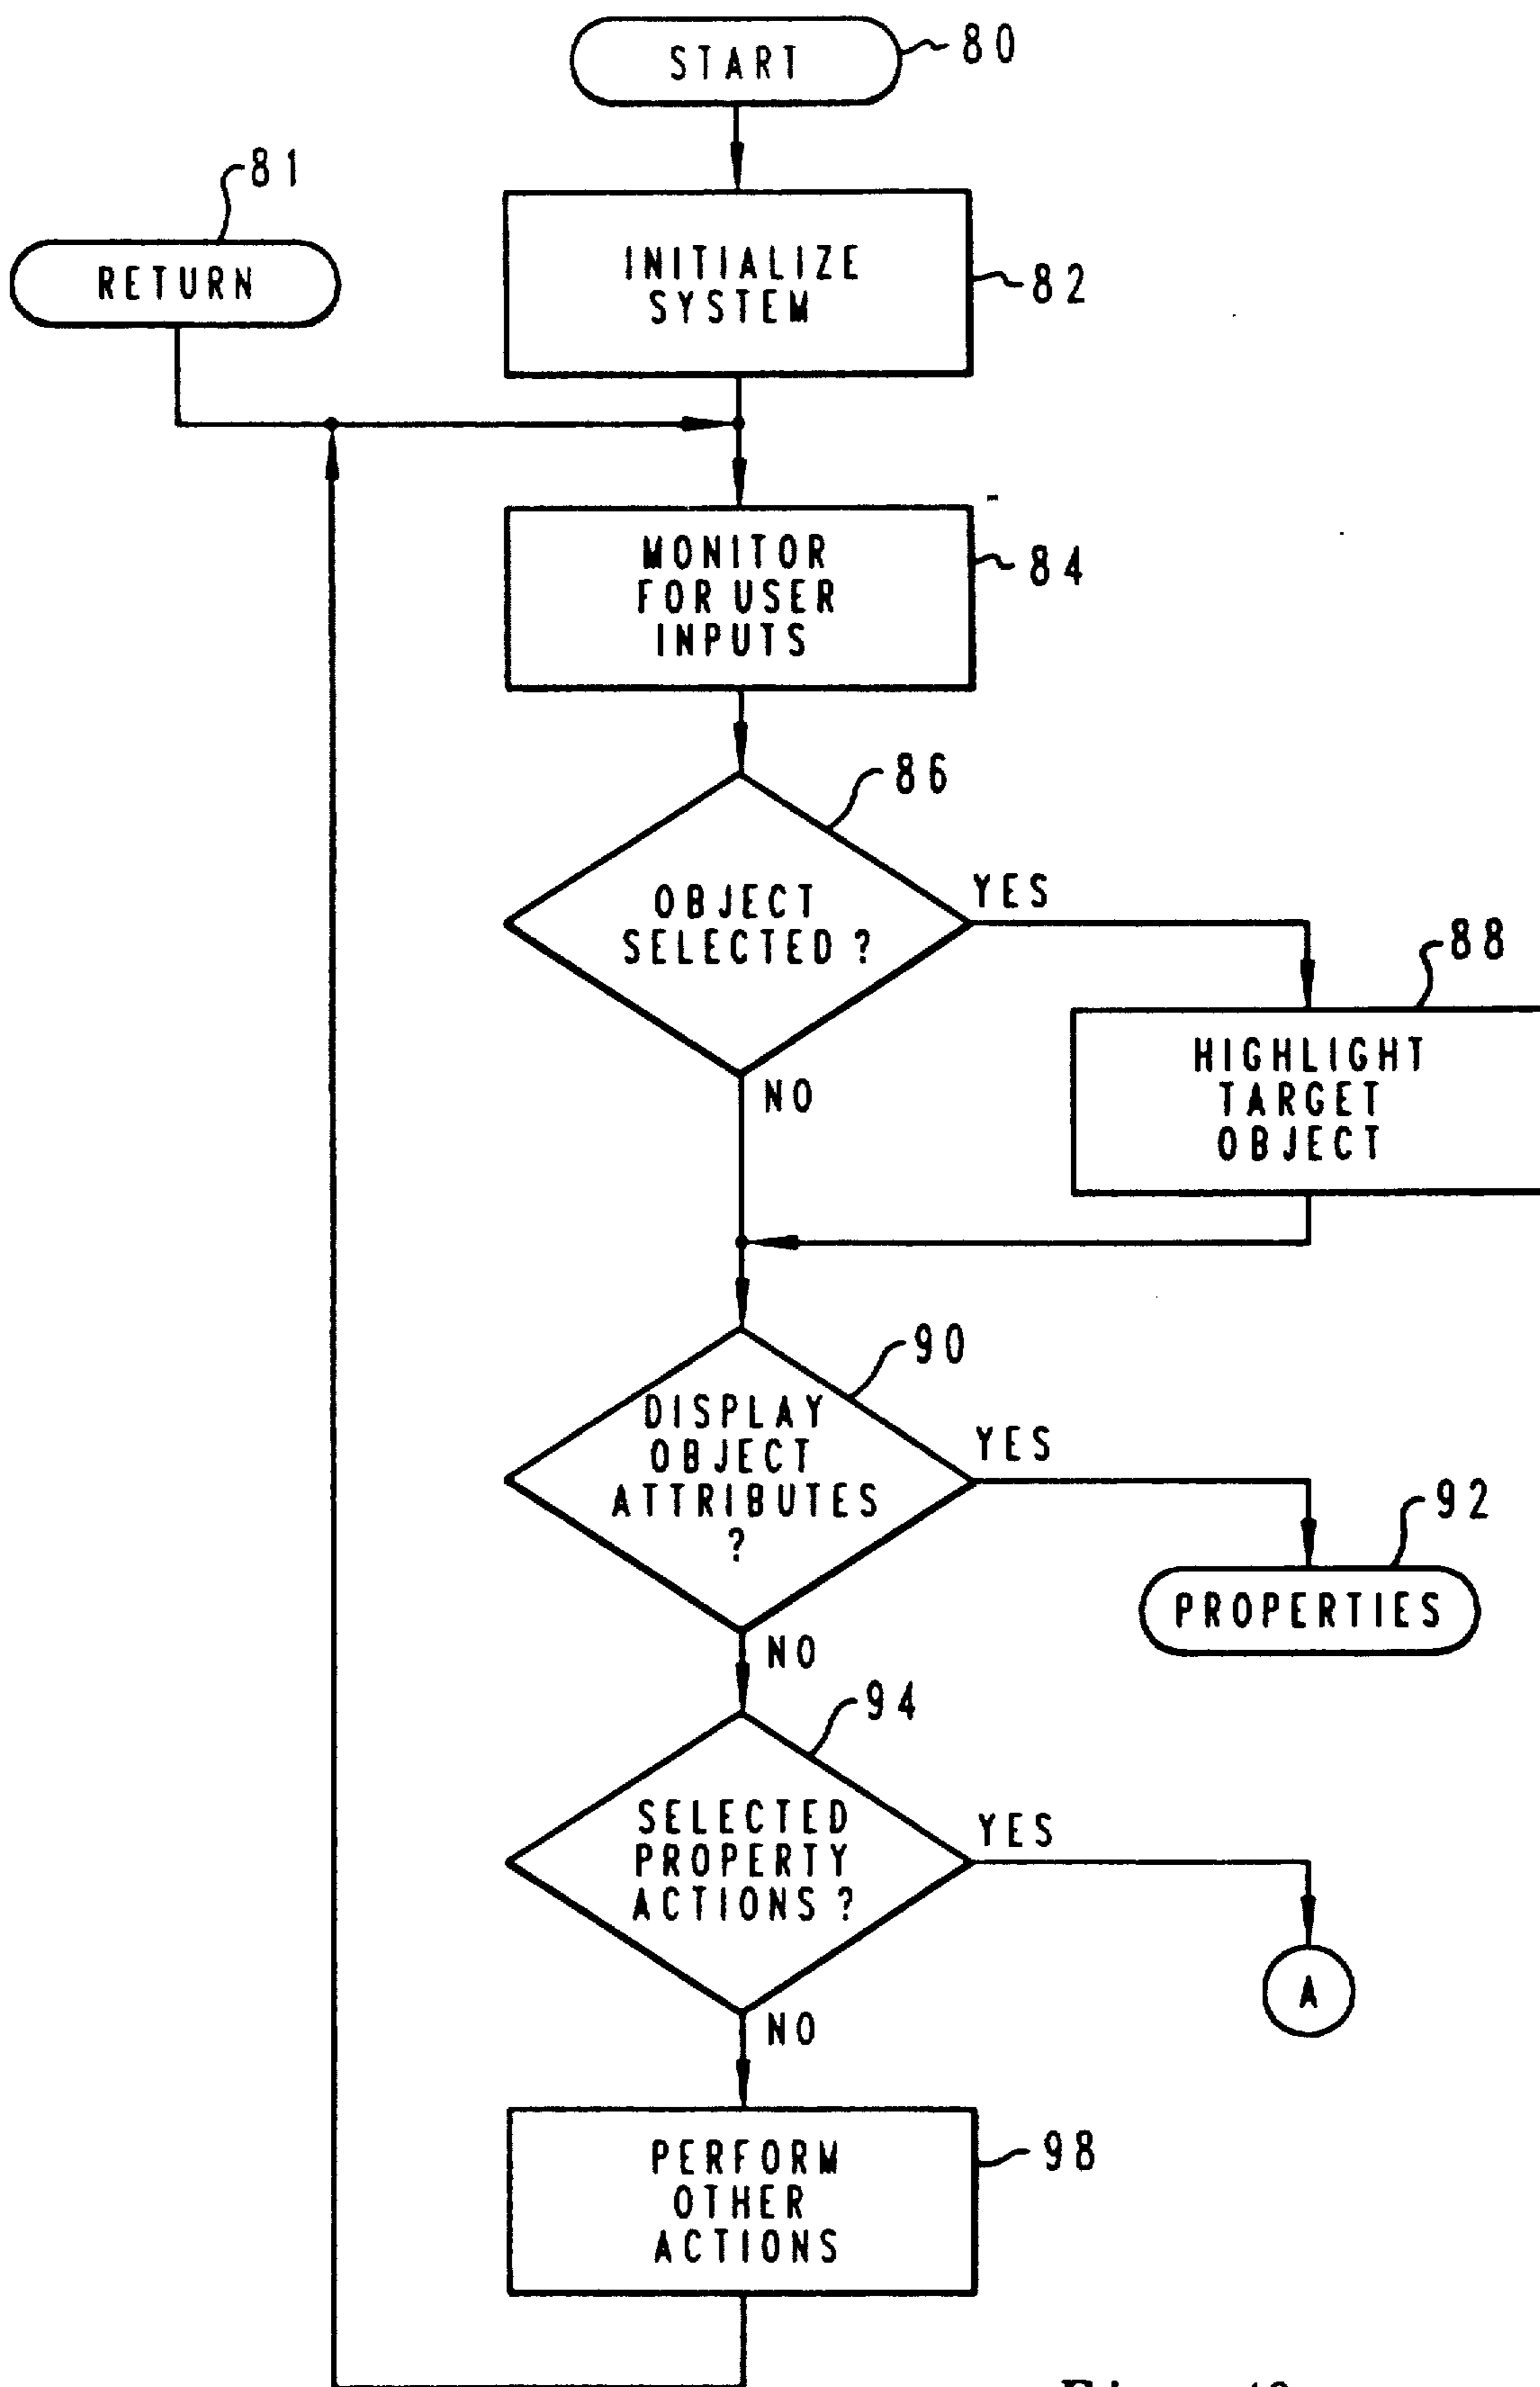 START
80
81
RETURN
INITIALIZE
SYSTEM
82
MONITOR
FOR USER
INPUTS
84
86
OBJECT
SELECTED ?
YES
88
HIGHLIGHT
TARGET
OBJECT
NO
90
DISPLAY
OBJECT
ATTRIBUTES
?
YES
92
PROPERTIES
NO
94
SELECTED
PROPERTY
ACTIONS ?
YES
A
NO
PERFORM
OTHER
ACTIONS
98